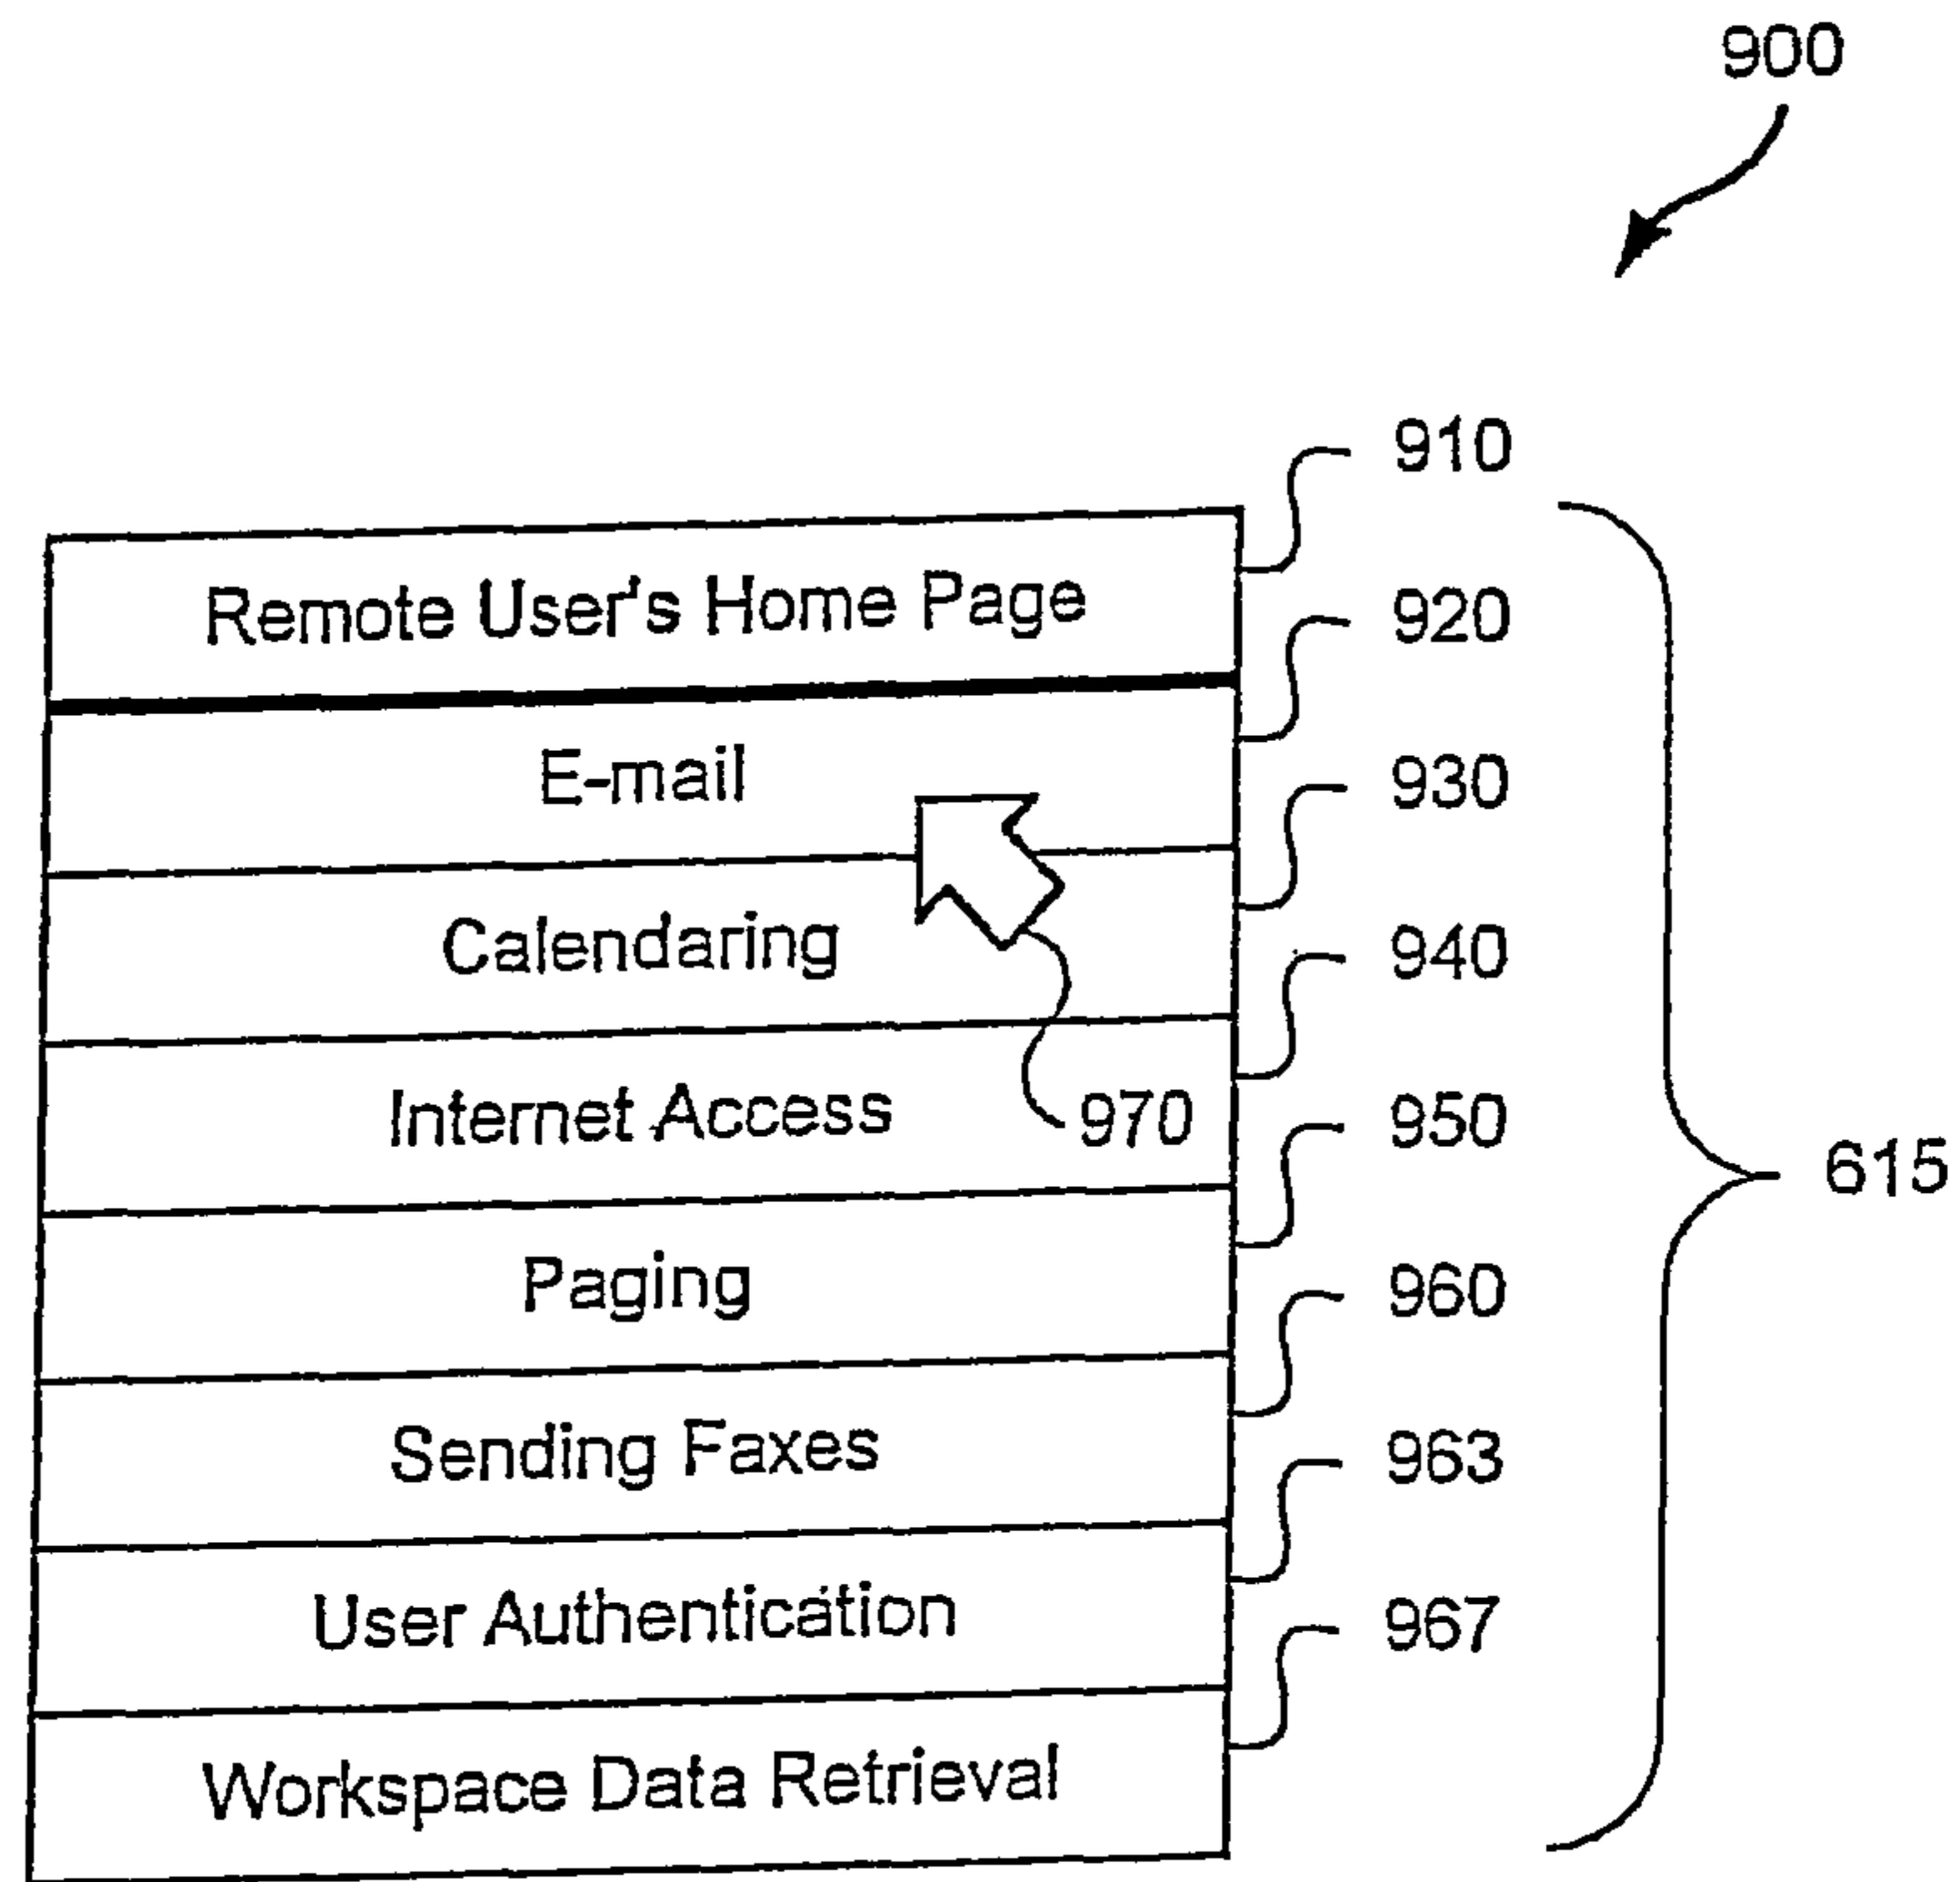 900
910
Remote User's Home Page
920
E-mail
930
Calendaring
940
Internet Access
970
950
615
Paging
960
Sending Faxes
963
User Authentication
967
Workspace Data Retrieval